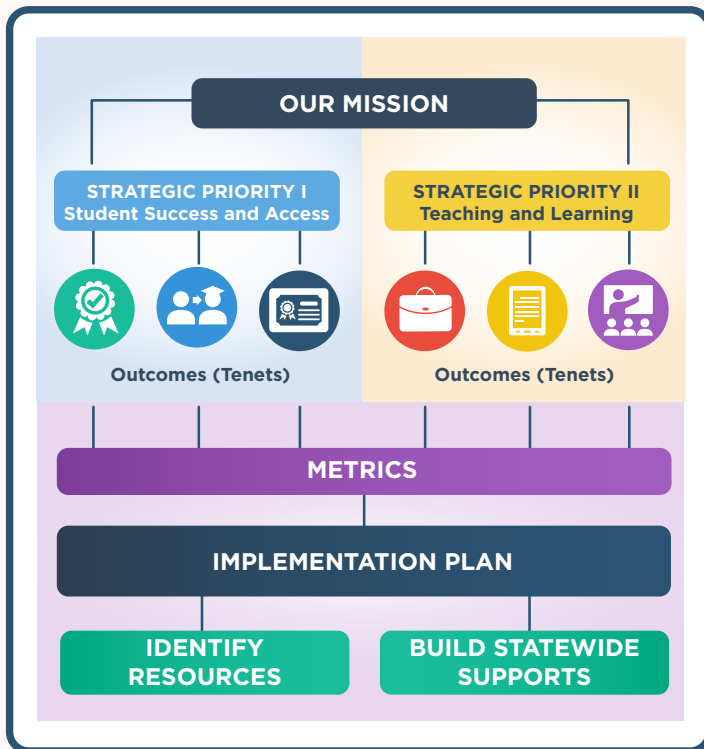 OUR MISSION
STRATEGIC PRIORITY I
Student Success and Access
STRATEGIC PRIORITY II
Teaching and Learning
Outcomes (Tenets)
Outcomes (Tenets)
METRICS
IMPLEMENTATION PLAN
IDENTIFY
RESOURCES
BUILD STATEWIDE
SUPPORTS